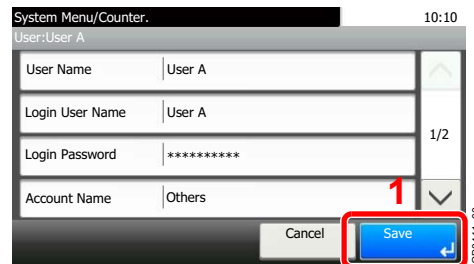 System Menu/Counter. 10:10
User:User A
User Name User A
Login User Name User A
1/2
Login Password **********
Account Name Others
1
Cancel Save